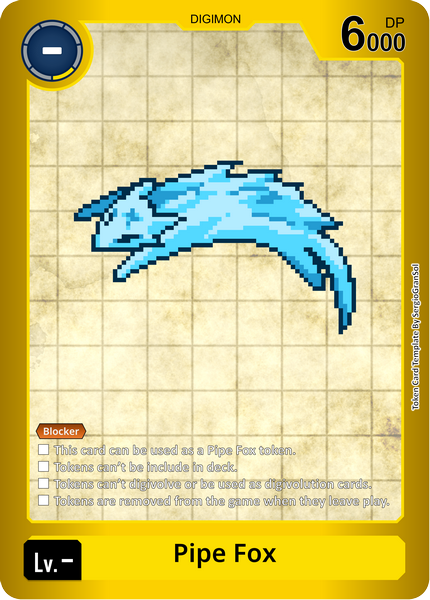 DIGIMON
-
DP
6000
Blocker
This card can be used as a Pipe Fox token.
Tokens can't be include in deck.
Tokens can't digivolve or be used as digivolution cards.
Tokens are removed from the game when they leave play.
Token Card Template By SergioGranSol
Lv.-
Pipe Fox